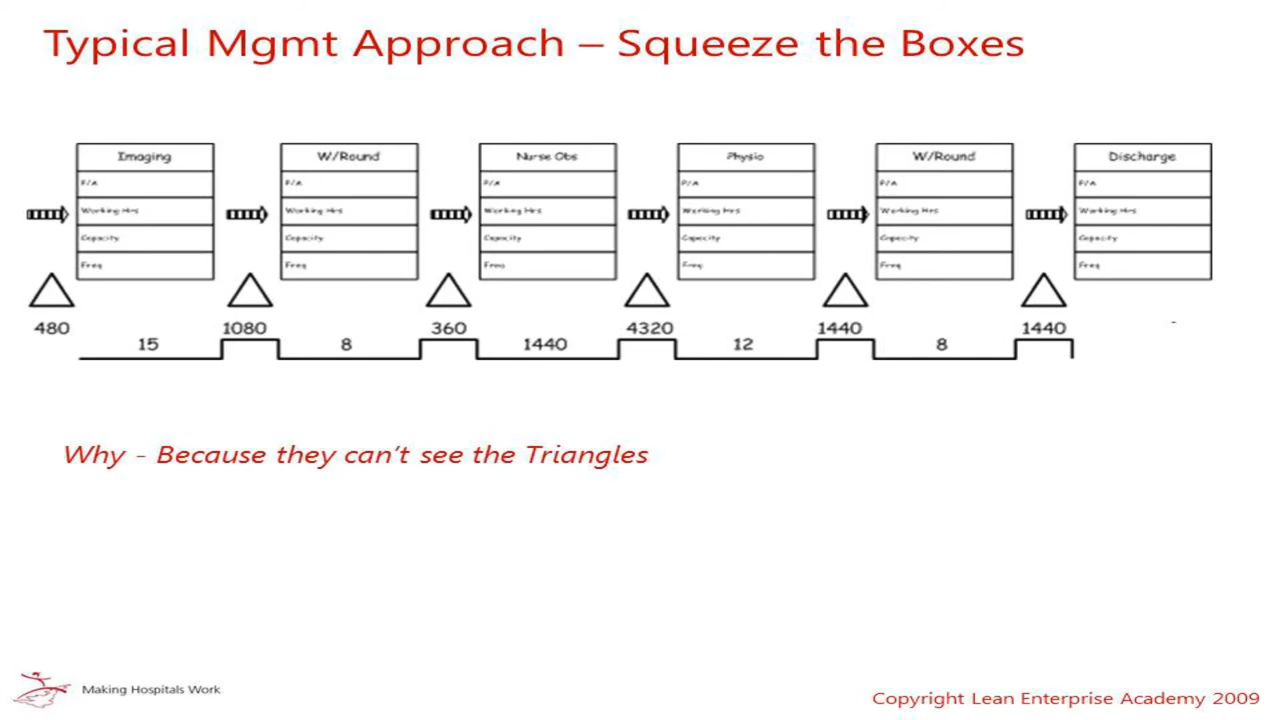 Typical Mgmt Approach – Squeeze the Boxes
Imaging W/Round Nurse Obs Physio W/Round Discharge
P/A P/A P/A P/A P/A P/A
Working Hrs Working Hrs Working Hrs Working Hrs Working Hrs Working Hrs
Capacity Capacity Capacity Capacity Capacity Capacity
Freq Freq Freq Freq Freq Freq
480 1080 360 4320 1440 1440
15 8 1440 12 8
Why - Because they can't see the Triangles
Making Hospitals Work
Copyright Lean Enterprise Academy 2009